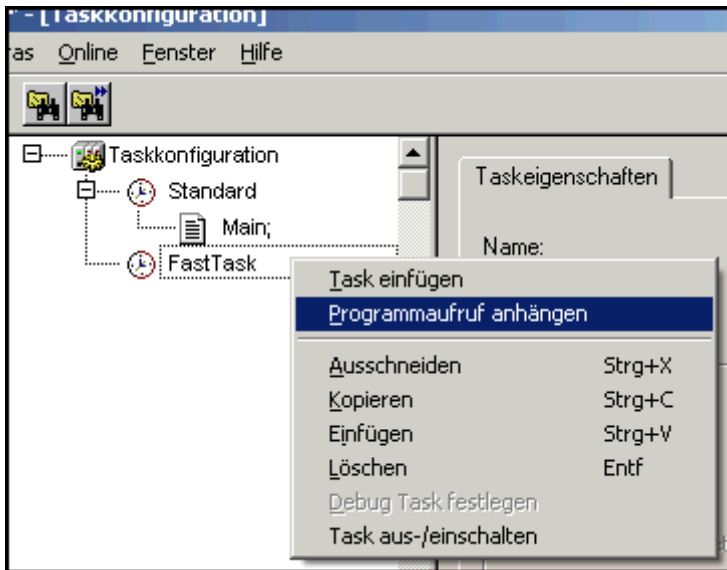 - [Taskkonfiguration]
as Online Fenster Hilfe
Taskkonfiguration
Standard
Main;
FastTask
Taskeigenschaften
Name:
Task einfügen
Programmaufruf anhängen
Ausschneiden Strg+X
Kopieren Strg+C
Einfügen Strg+V
Löschen Entf
Debug Task festlegen
Task aus-/einschalten